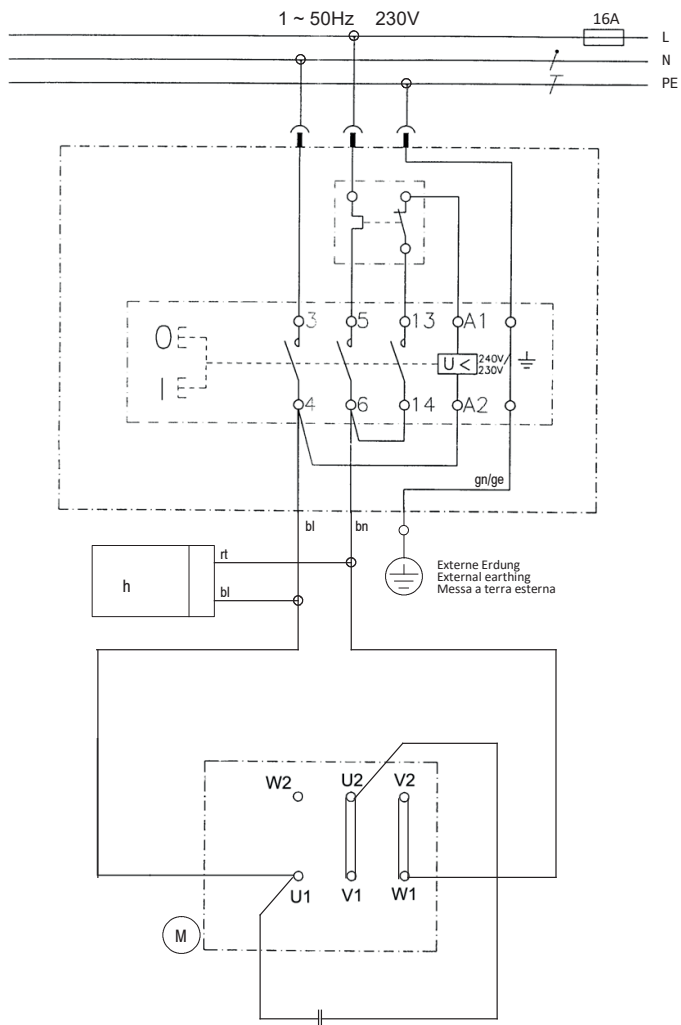 1 ~ 50Hz 230V
16A
L
N
PE
3 5 13 A1
0
U < 240V/
230V
I
4 6 14 A2
gn/ge
bl bn
rt
h
bl
Externe Erdung
External earthing
Messa a terra esterna
W2 U2 V2
U1 V1 W1
M